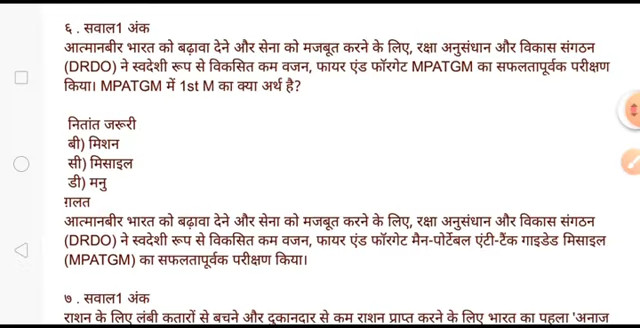 ६ . सवाल1 अंक
आत्मानबीर भारत को बढ़ावा देने और सेना को मजबूत करने के लिए, रक्षा अनुसंधान और विकास संगठन
(DRDO) ने स्वदेशी रूप से विकसित कम वजन, फायर एंड फॉरगेट MPATGM का सफलतापूर्वक परीक्षण
किया। MPATGM में 1st M का क्या अर्थ है?
नितांत जरूरी
बी) मिशन
सी) मिसाइल
डी) मनु
ग़लत
आत्मानबीर भारत को बढ़ावा देने और सेना को मजबूत करने के लिए, रक्षा अनुसंधान और विकास संगठन
(DRDO) ने स्वदेशी रूप से विकसित कम वजन, फायर एंड फॉरगेट मैन-पोर्टेबल एंटी-टैंक गाइडेड मिसाइल
(MPATGM) का सफलतापूर्वक परीक्षण किया।
७ . सवाल1 अंक
राशन के लिए लंबी कतारों से बचने और दुकानदार से कम राशन प्राप्त करने के लिए भारत का पहला 'अनाज